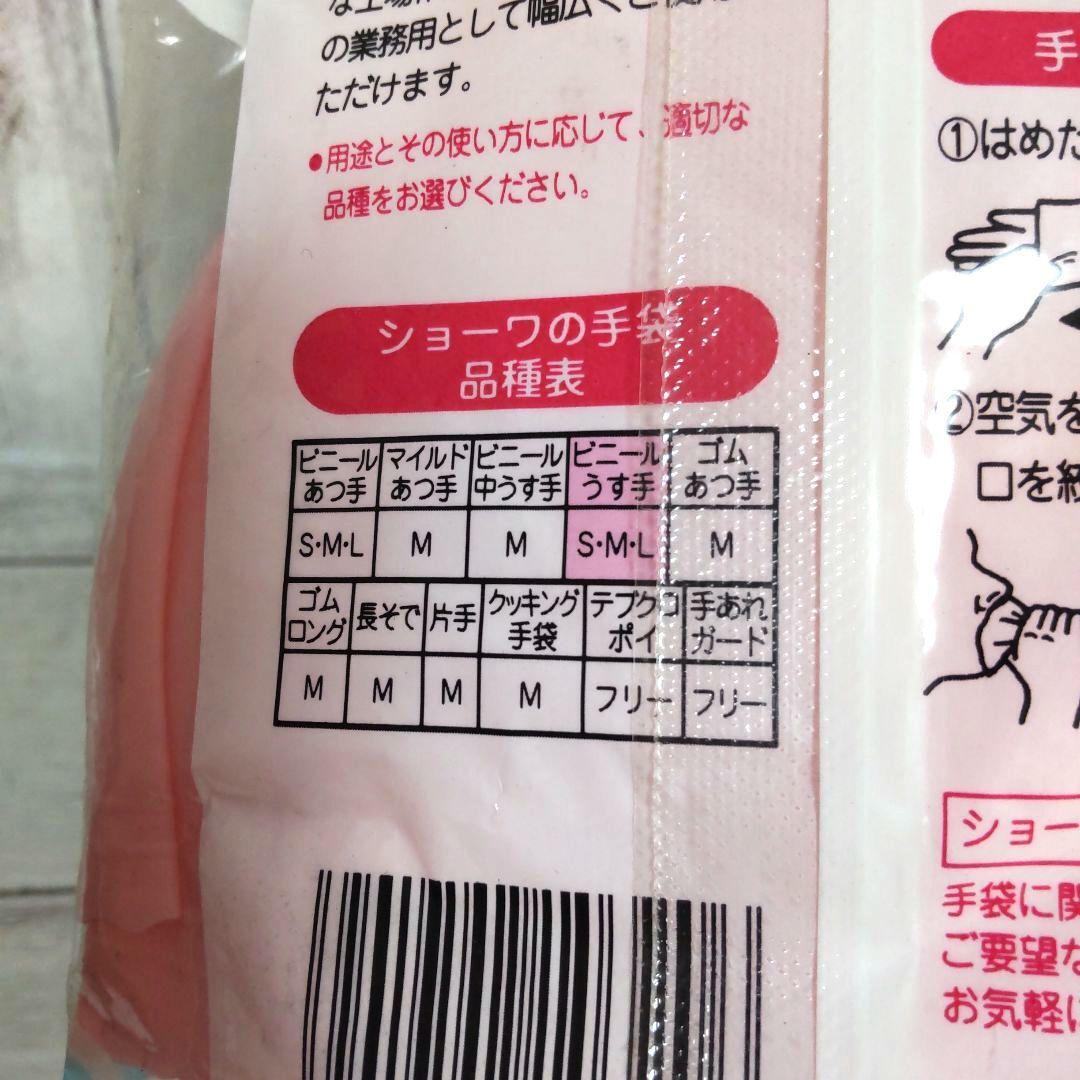 の業務用として幅広くご使用
ただけます。
●用途とその使い方に応じて、適切な
品種をお選びください。
ショーワの手袋
品種表
ビニール マイルド ビニール ビニール ゴム
あつ手 あつ手 中うす手 うす手 あつ手
S・M・L M M S・M・L M
ゴム 長そで 片手 クッキング テブクロ 手あれ
ロング 手袋 ポイ ガード
M M M M フリー フリー
手
①はめた
②空気を
口を
ショー
手袋に関
ご要望な
お気軽に